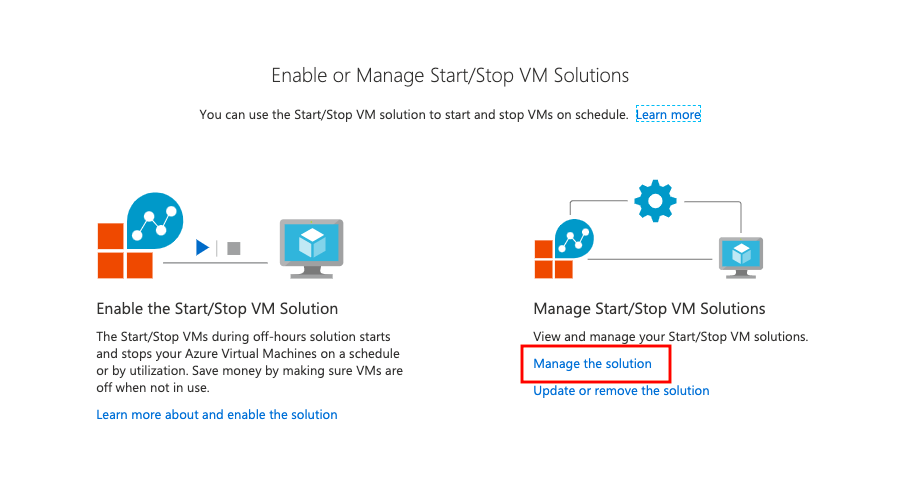 Enable or Manage Start/Stop VM Solutions
You can use the Start/Stop VM solution to start and stop VMs on schedule. Learn more
Enable the Start/Stop VM Solution
The Start/Stop VMs during off-hours solution starts
and stops your Azure Virtual Machines on a schedule
or by utilization. Save money by making sure VMs are
off when not in use.
Learn more about and enable the solution
Manage Start/Stop VM Solutions
View and manage your Start/Stop VM solutions.
Manage the solution
Update or remove the solution